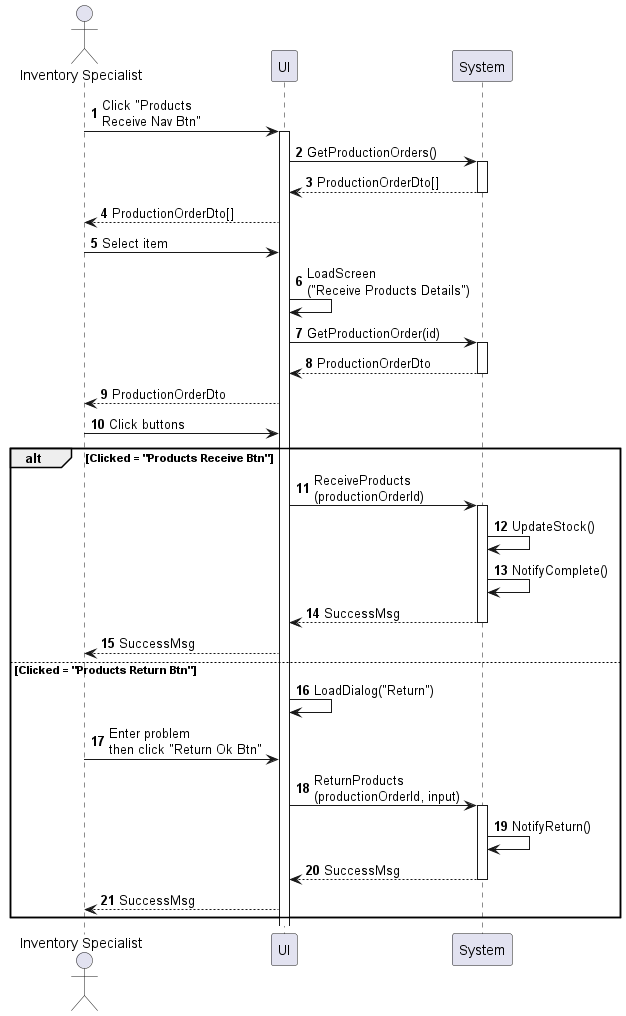 Inventory Specialist
UI
System
1 Click "Products
Receive Nav Btn"
2 GetProductionOrders()
3 ProductionOrderDto[]
4 ProductionOrderDto[]
5 Select item
6 LoadScreen
("Receive Products Details")
7 GetProductionOrder(id)
8 ProductionOrderDto
9 ProductionOrderDto
10 Click buttons
alt
[Clicked = "Products Receive Btn"]
11 ReceiveProducts
(productionOrderId)
12 UpdateStock()
13 NotifyComplete()
14 SuccessMsg
15 SuccessMsg
[Clicked = "Products Return Btn"]
16 LoadDialog("Return")
17 Enter problem
then click "Return Ok Btn"
18 ReturnProducts
(productionOrderId, input)
19 NotifyReturn()
20 SuccessMsg
21 SuccessMsg
Inventory Specialist
UI
System